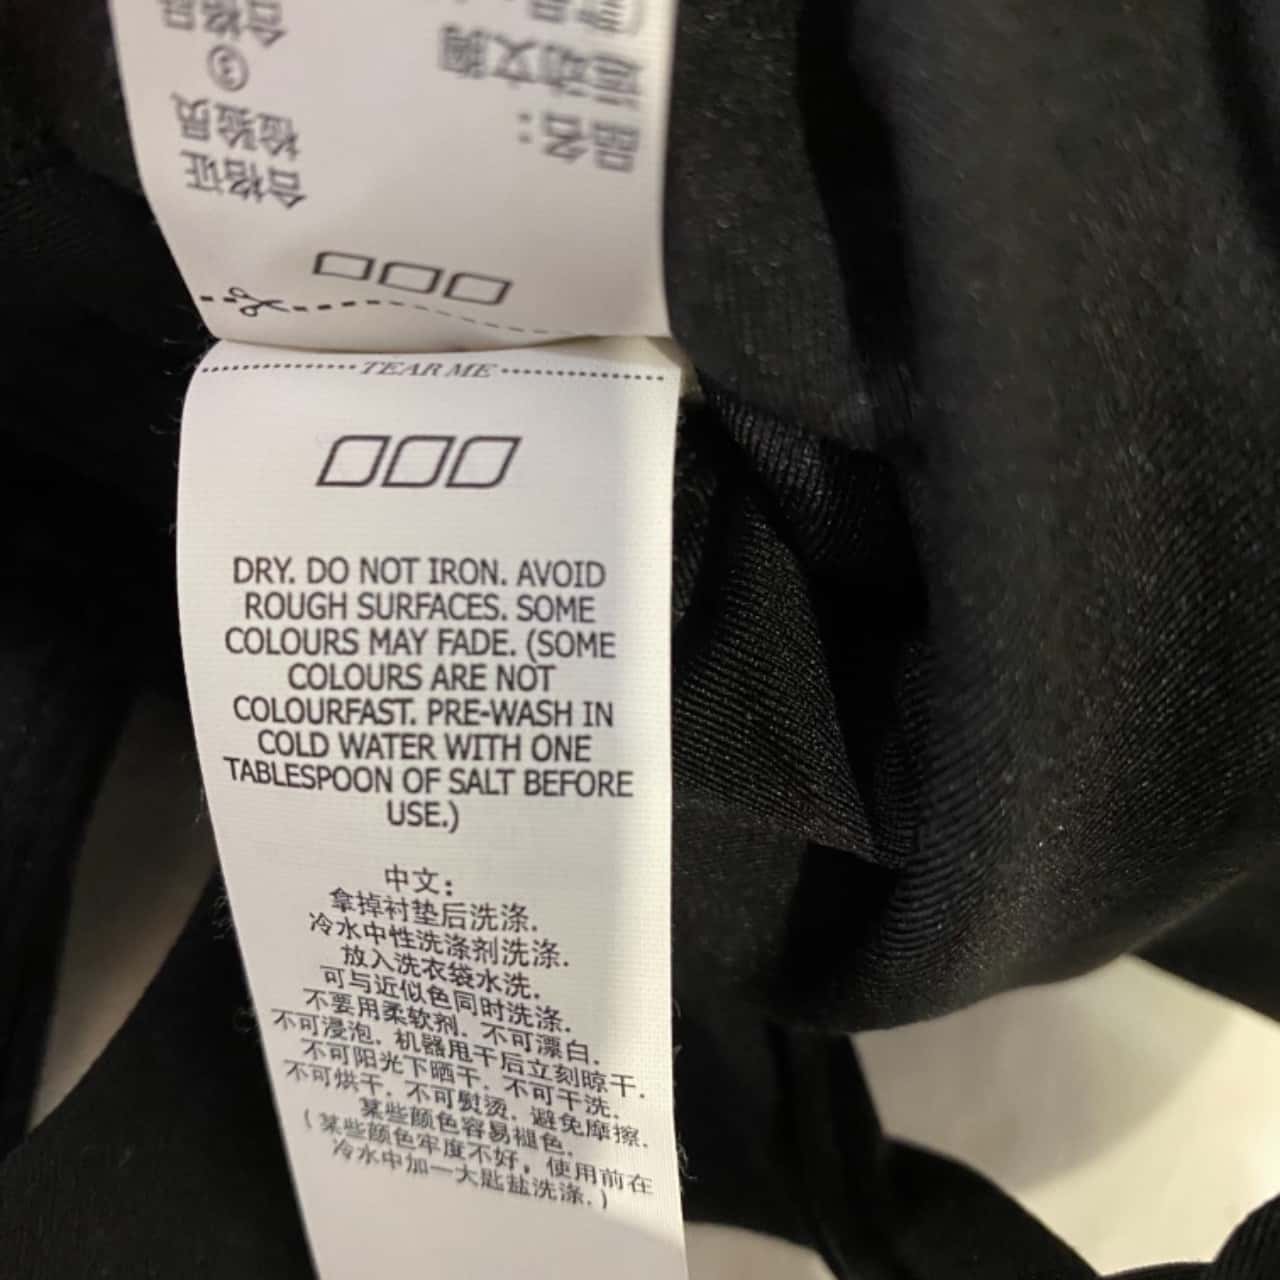 合格品
③
检验员
合格证
运动文胸
品名：
TEAR ME
DRY. DO NOT IRON. AVOID
ROUGH SURFACES. SOME
COLOURS MAY FADE. (SOME
COLOURS ARE NOT
COLOURFAST. PRE-WASH IN
COLD WATER WITH ONE
TABLESPOON OF SALT BEFORE
USE.)
中文：
拿掉衬垫后洗涤.
冷水中性洗涤剂洗涤.
放入洗衣袋水洗.
可与近似色同时洗涤.
不要用柔软剂. 不可漂白.
不可浸泡. 机器甩干后立刻晾干.
不可阳光下晒干. 不可干洗.
不可烘干. 不可熨烫. 避免摩擦.
某些颜色容易褪色.
(某些颜色牢度不好，使用前在
冷水中加一大匙盐洗涤.)